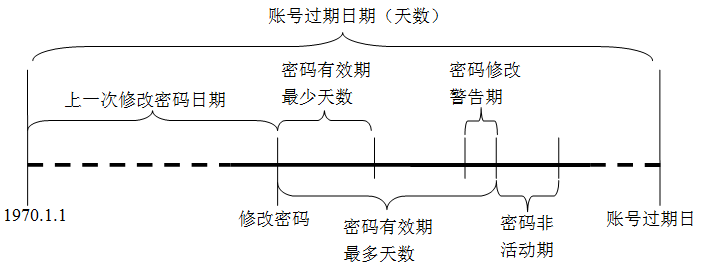 账号过期日期（天数）
密码有效期
最少天数
密码修改
警告期
上一次修改密码日期
1970.1.1
修改密码
密码有效期
最多天数
密码非
活动期
账号过期日